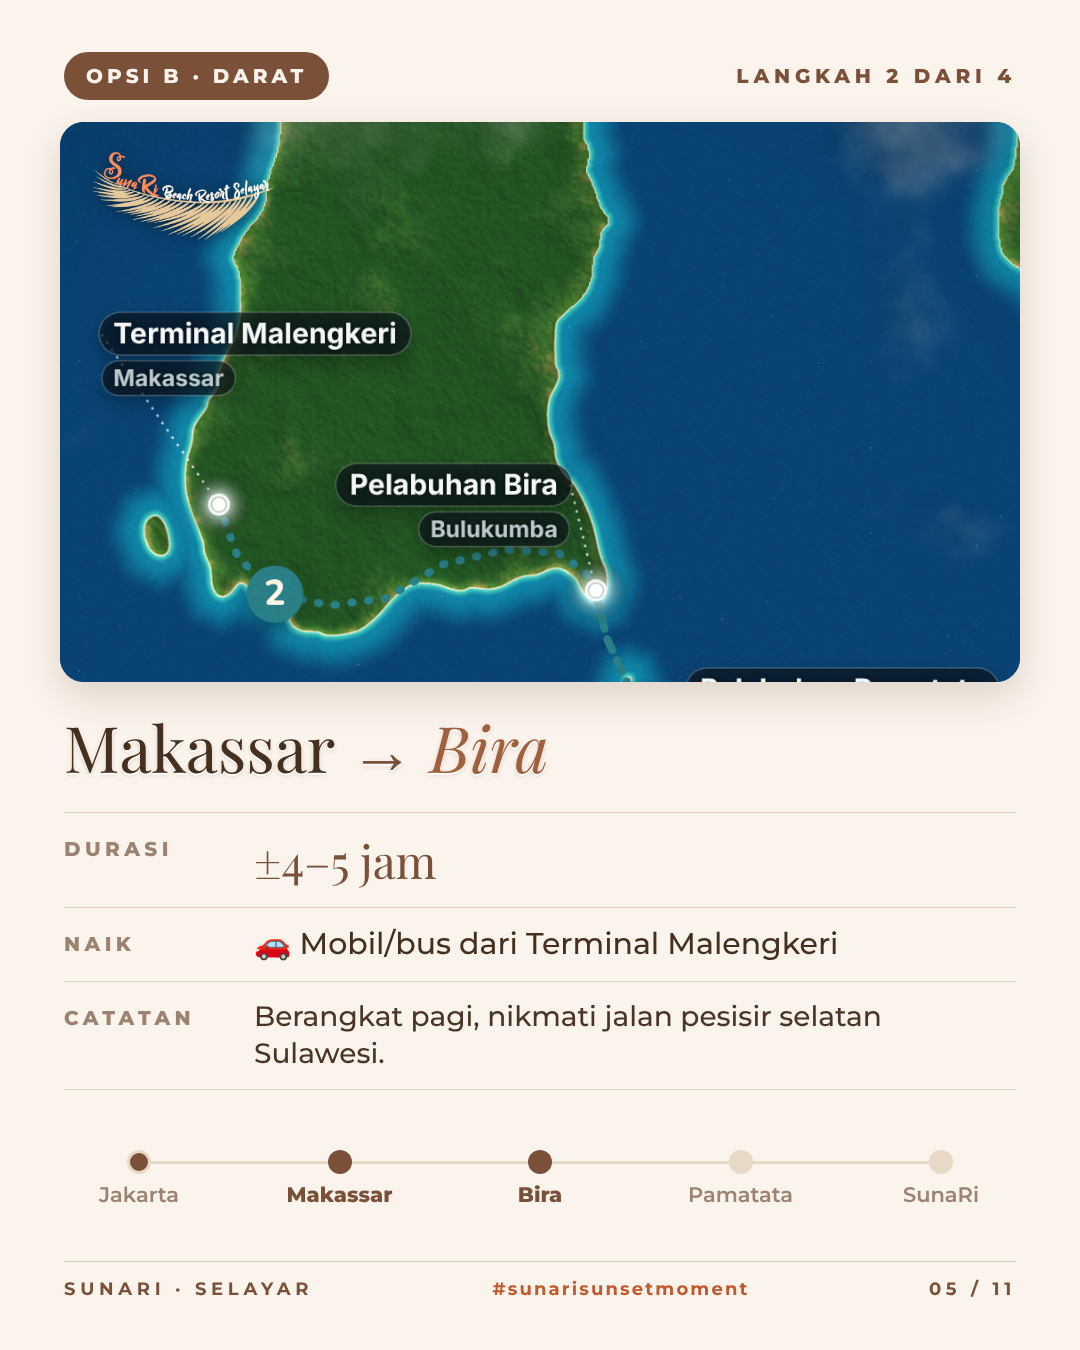 OPSI B · DARAT
LANGKAH 2 DARI 4
SunaRi Beach Resort Selayar
Terminal Malengkeri
Makassar
Pelabuhan Bira
Bulukumba
2
Makassar → Bira
DURASI
±4–5 jam
NAIK
🚗 Mobil/bus dari Terminal Malengkeri
CATATAN
Berangkat pagi, nikmati jalan pesisir selatan
Sulawesi.
Jakarta
Makassar
Bira
Pamatata
SunaRi
SUNARI · SELAYAR
#sunarisunsetmoment
05 / 11